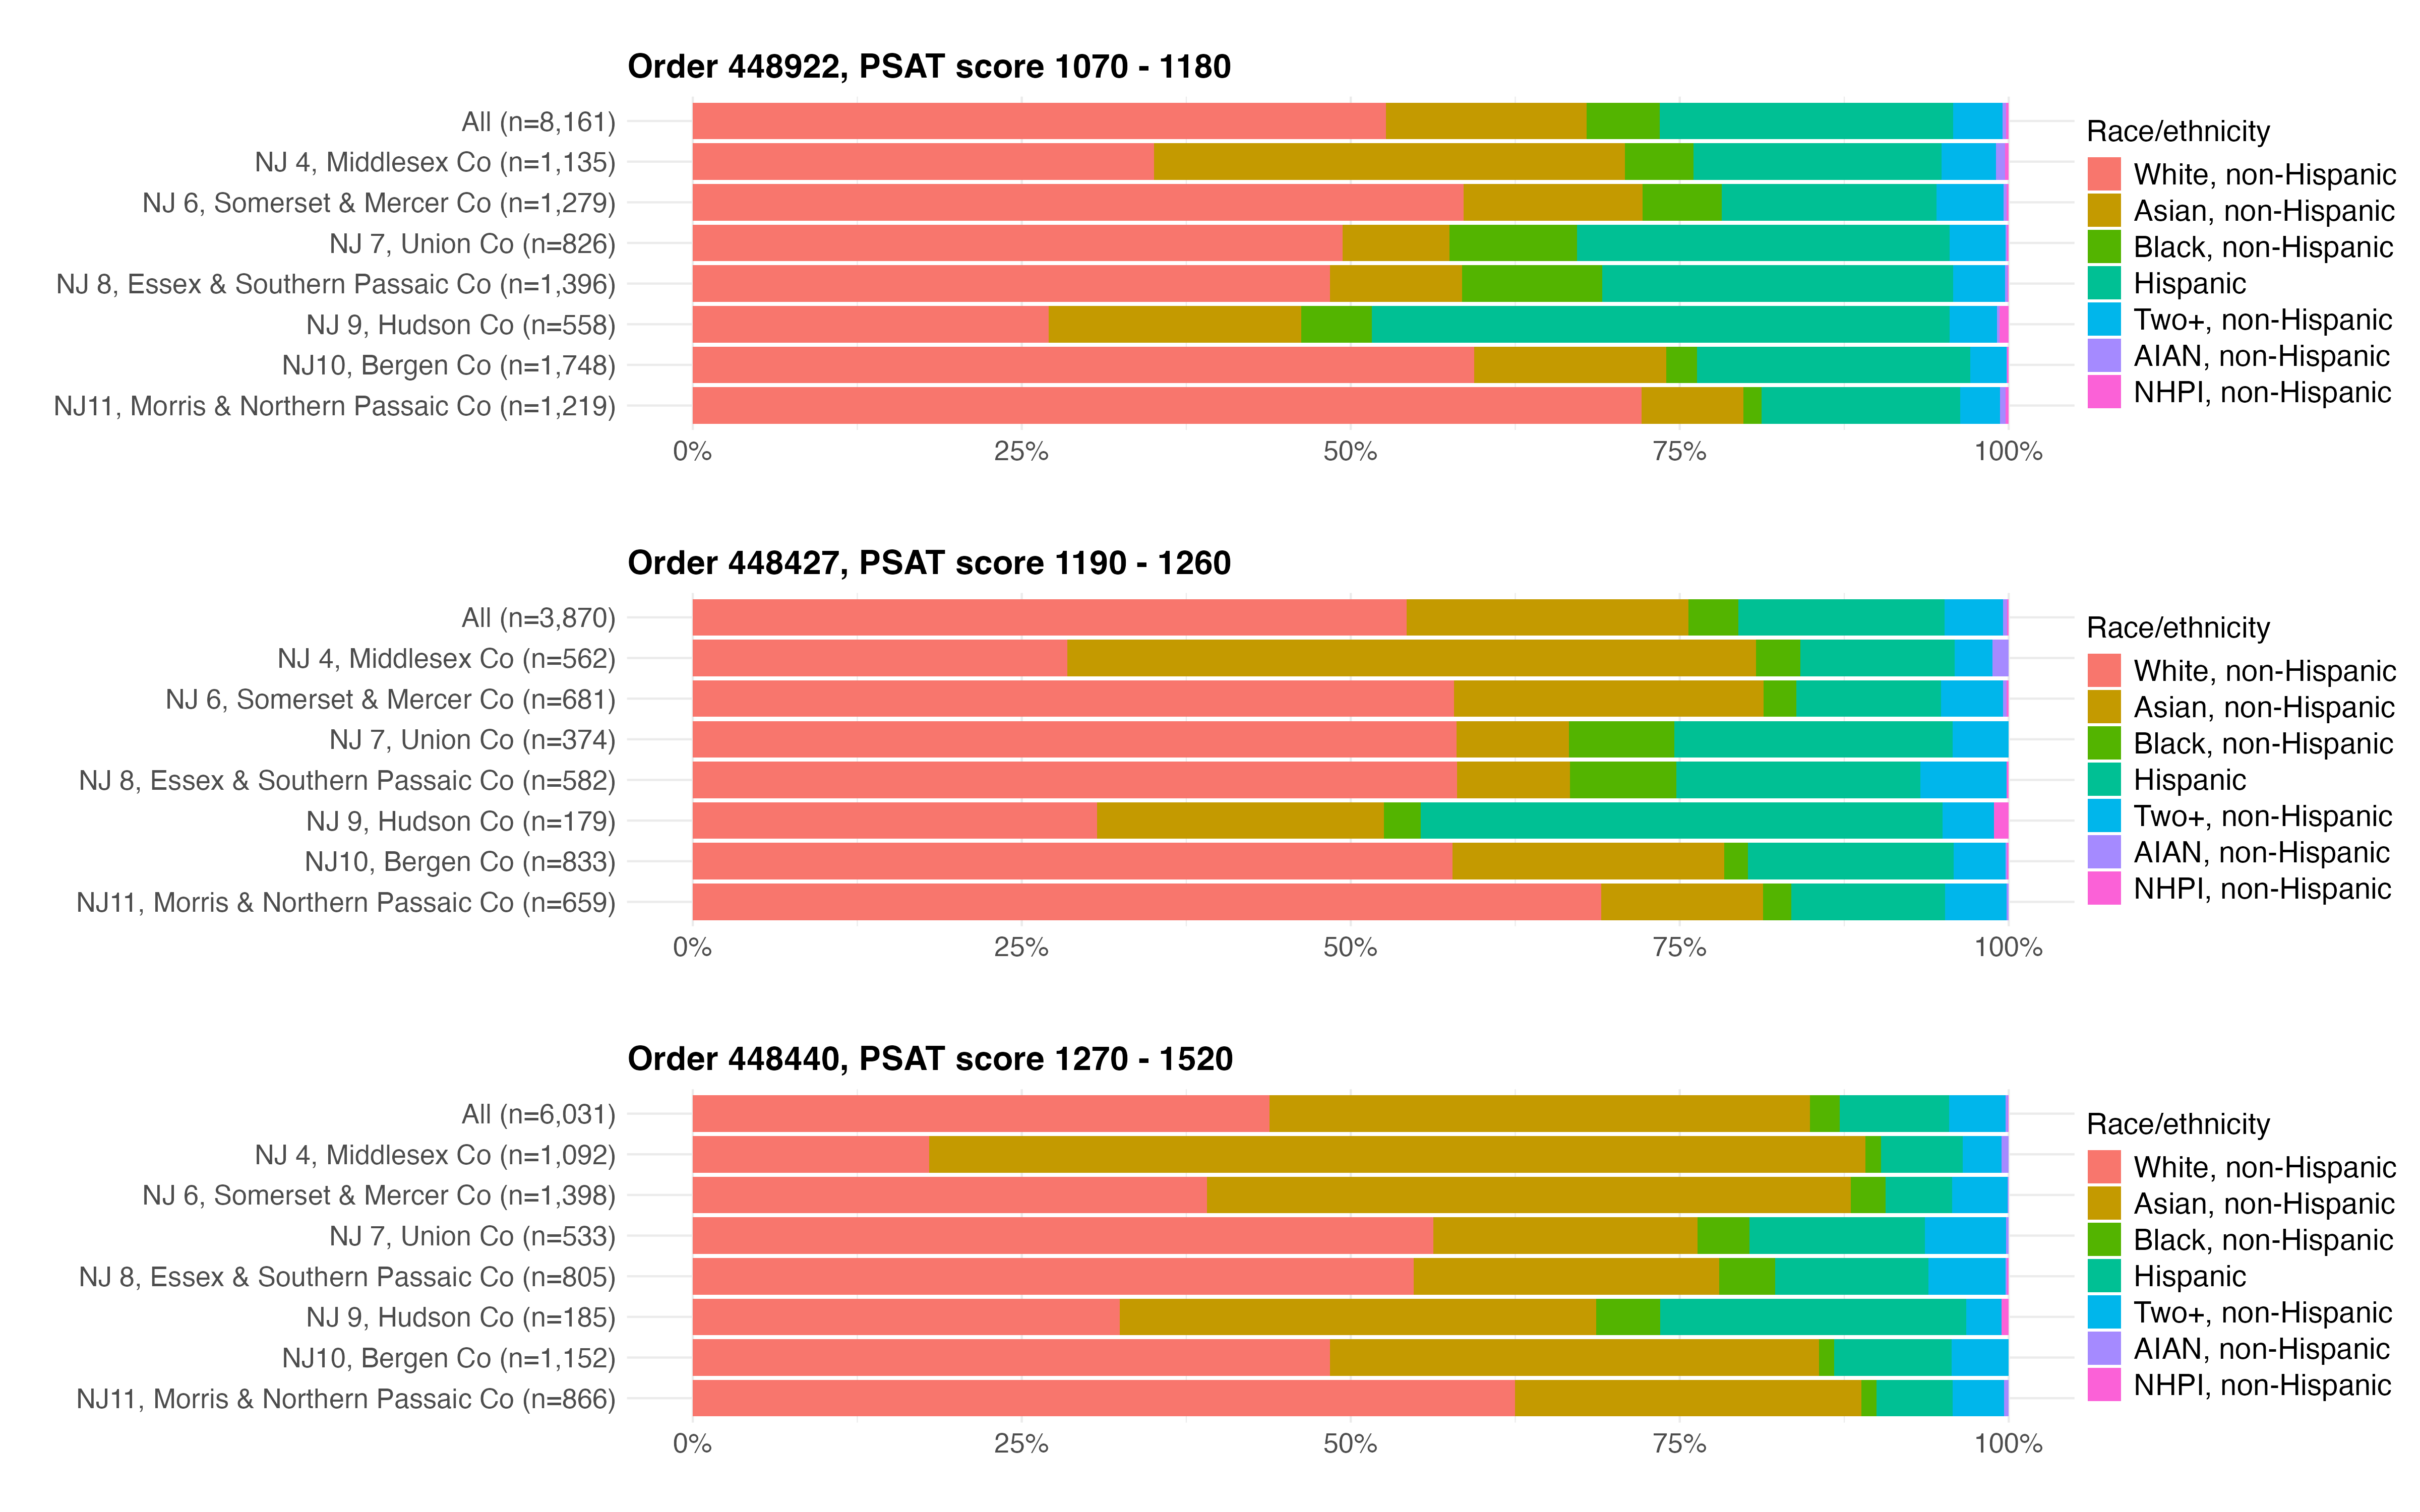 Order 448922, PSAT score 1070 - 1180
All (n=8,161)
NJ 4, Middlesex Co (n=1,135)
NJ 6, Somerset & Mercer Co (n=1,279)
NJ 7, Union Co (n=826)
NJ 8, Essex & Southern Passaic Co (n=1,396)
NJ 9, Hudson Co (n=558)
NJ10, Bergen Co (n=1,748)
NJ11, Morris & Northern Passaic Co (n=1,219)
0% 25% 50% 75% 100%
Race/ethnicity
White, non-Hispanic
Asian, non-Hispanic
Black, non-Hispanic
Hispanic
Two+, non-Hispanic
AIAN, non-Hispanic
NHPI, non-Hispanic
Order 448427, PSAT score 1190 - 1260
All (n=3,870)
NJ 4, Middlesex Co (n=562)
NJ 6, Somerset & Mercer Co (n=681)
NJ 7, Union Co (n=374)
NJ 8, Essex & Southern Passaic Co (n=582)
NJ 9, Hudson Co (n=179)
NJ10, Bergen Co (n=833)
NJ11, Morris & Northern Passaic Co (n=659)
0% 25% 50% 75% 100%
Race/ethnicity
White, non-Hispanic
Asian, non-Hispanic
Black, non-Hispanic
Hispanic
Two+, non-Hispanic
AIAN, non-Hispanic
NHPI, non-Hispanic
Order 448440, PSAT score 1270 - 1520
All (n=6,031)
NJ 4, Middlesex Co (n=1,092)
NJ 6, Somerset & Mercer Co (n=1,398)
NJ 7, Union Co (n=533)
NJ 8, Essex & Southern Passaic Co (n=805)
NJ 9, Hudson Co (n=185)
NJ10, Bergen Co (n=1,152)
NJ11, Morris & Northern Passaic Co (n=866)
0% 25% 50% 75% 100%
Race/ethnicity
White, non-Hispanic
Asian, non-Hispanic
Black, non-Hispanic
Hispanic
Two+, non-Hispanic
AIAN, non-Hispanic
NHPI, non-Hispanic